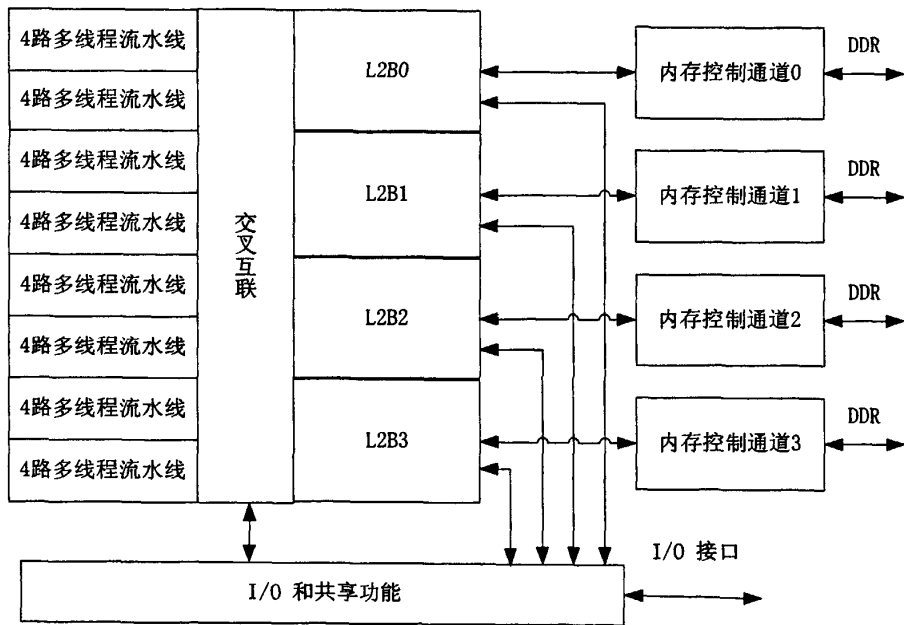 4路多线程流水线
4路多线程流水线
4路多线程流水线
4路多线程流水线
4路多线程流水线
4路多线程流水线
4路多线程流水线
4路多线程流水线
交叉互联
L2B0
L2B1
L2B2
L2B3
内存控制通道0
DDR
内存控制通道1
DDR
内存控制通道2
DDR
内存控制通道3
DDR
I/O 接口
I/O 和共享功能